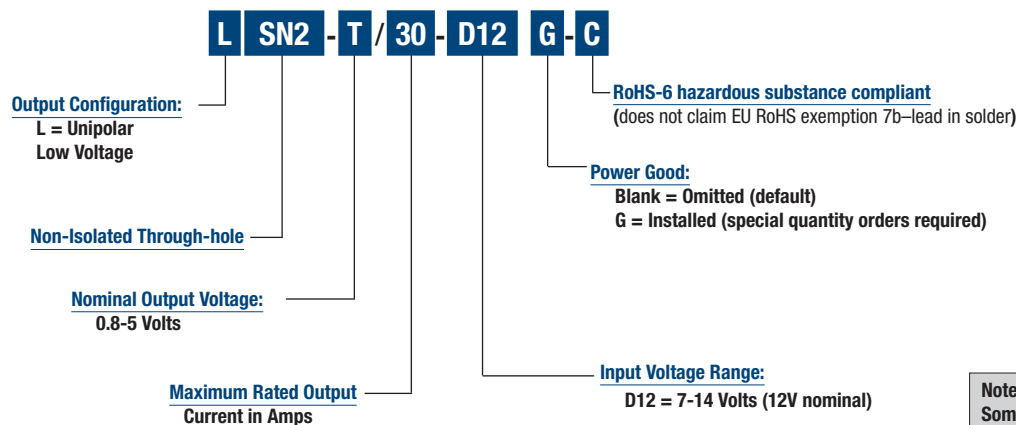 L SN2 - T / 30 - D12 G - C
Output Configuration:
L = Unipolar
Low Voltage
RoHS-6 hazardous substance compliant
(does not claim EU RoHS exemption 7b–lead in solder)
Power Good:
Blank = Omitted (default)
G = Installed (special quantity orders required)
Non-Isolated Through-hole
Nominal Output Voltage:
0.8-5 Volts
Input Voltage Range:
D12 = 7-14 Volts (12V nominal)
Maximum Rated Output
Current in Amps
Note
Som